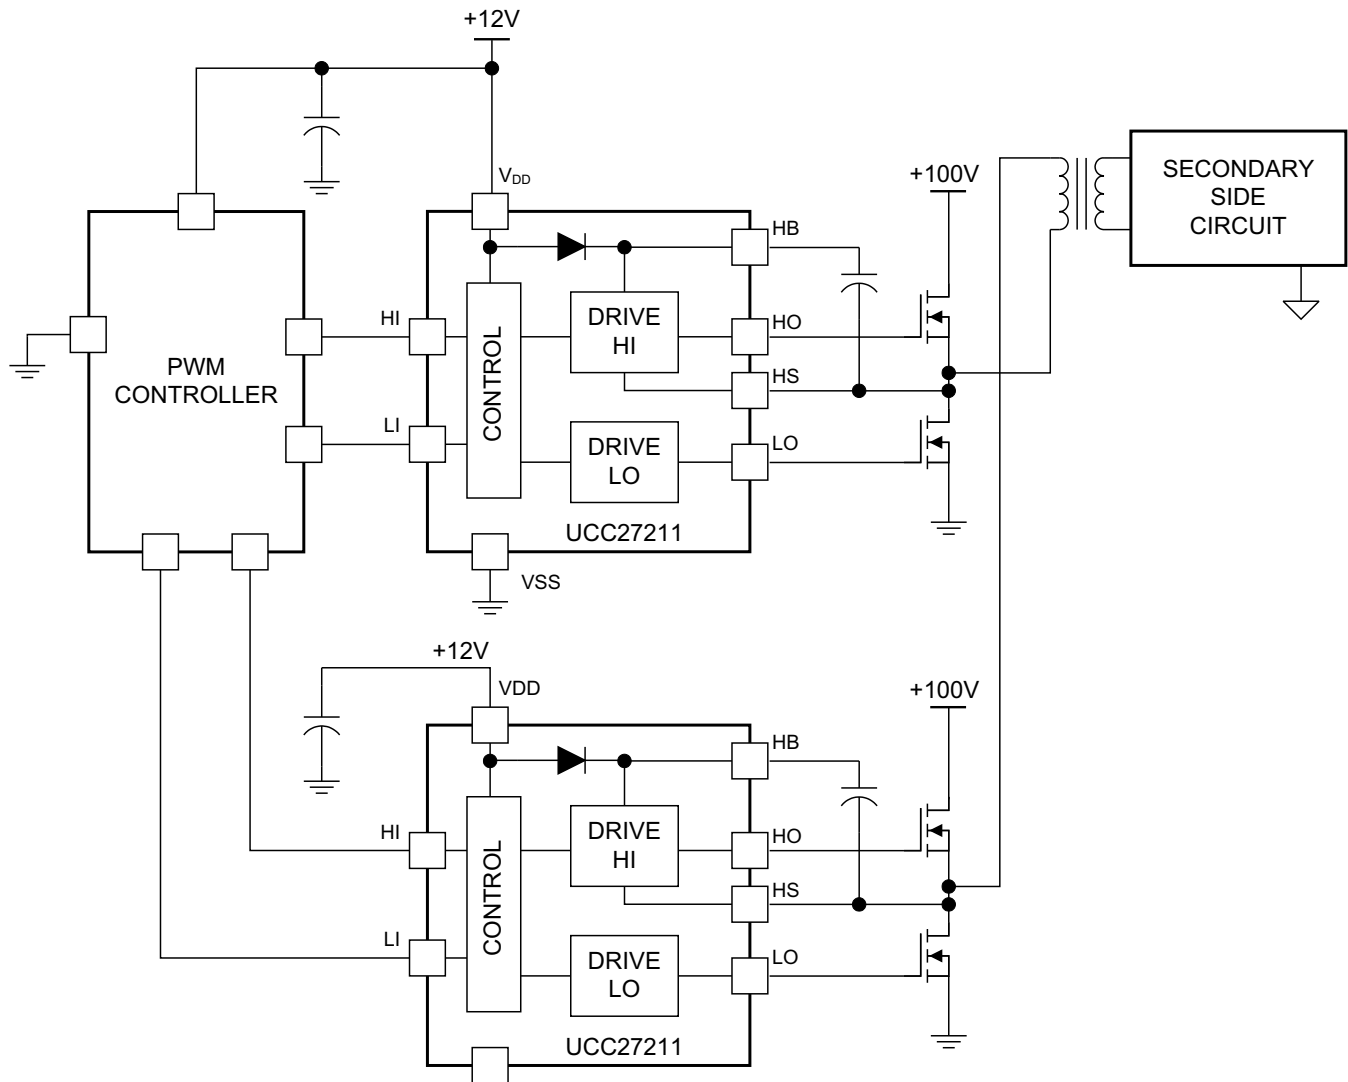 +12V
V_DD
HB
+100V
SECONDARY
SIDE
CIRCUIT
HI
DRIVE
HI
HO
PWM
CONTROLLER
CONTROL
HS
LI
DRIVE
LO
LO
UCC27211
VSS
+12V
VDD
+100V
HB
HI
DRIVE
HI
HO
CONTROL
HS
LI
DRIVE
LO
LO
UCC27211